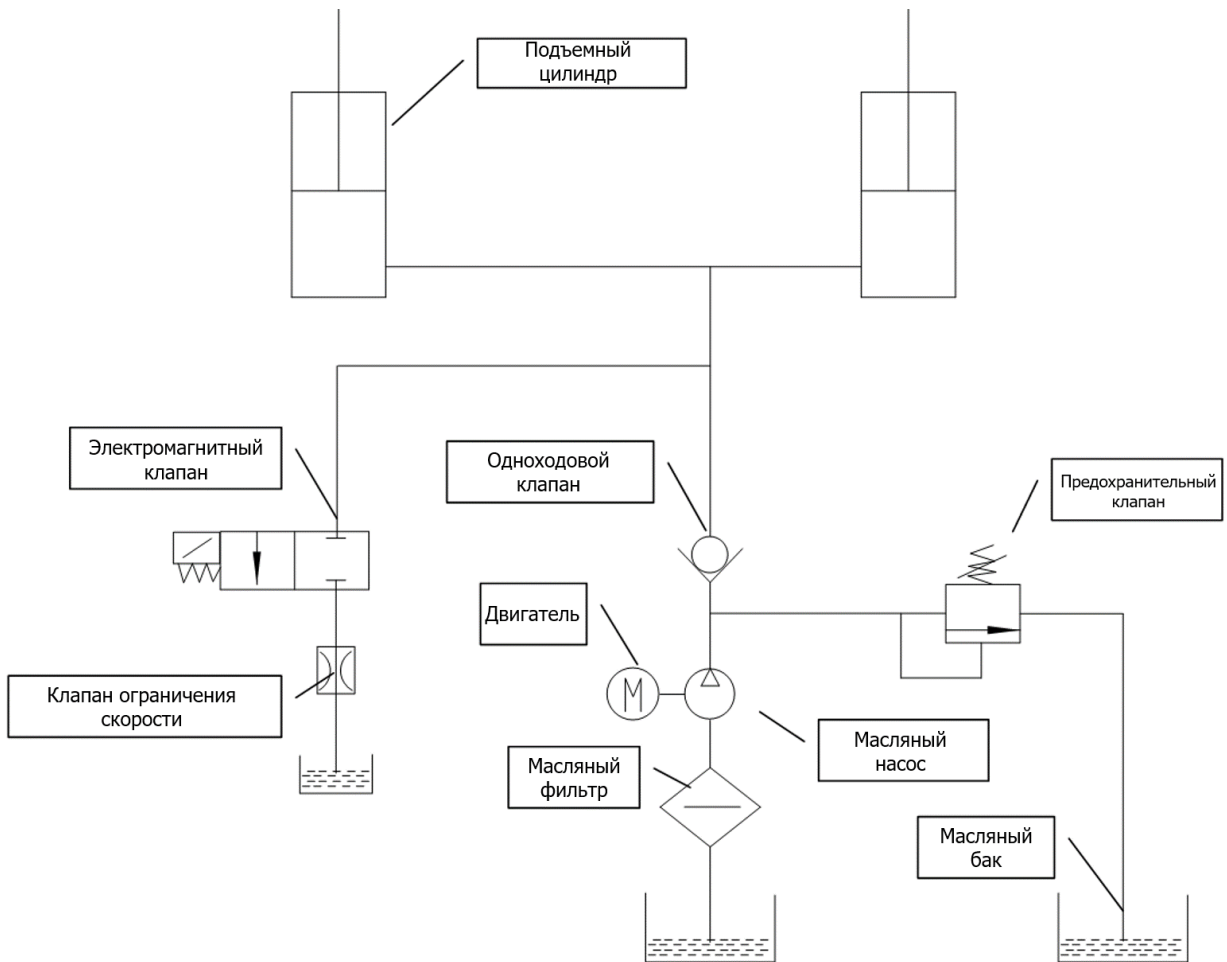 Подъемный
цилиндр
Электромагнитный
клапан
Одноходовой
клапан
Предохранительный
клапан
Двигатель
M
Клапан ограничения
скорости
Масляный
насос
Масляный
фильтр
Масляный
бак